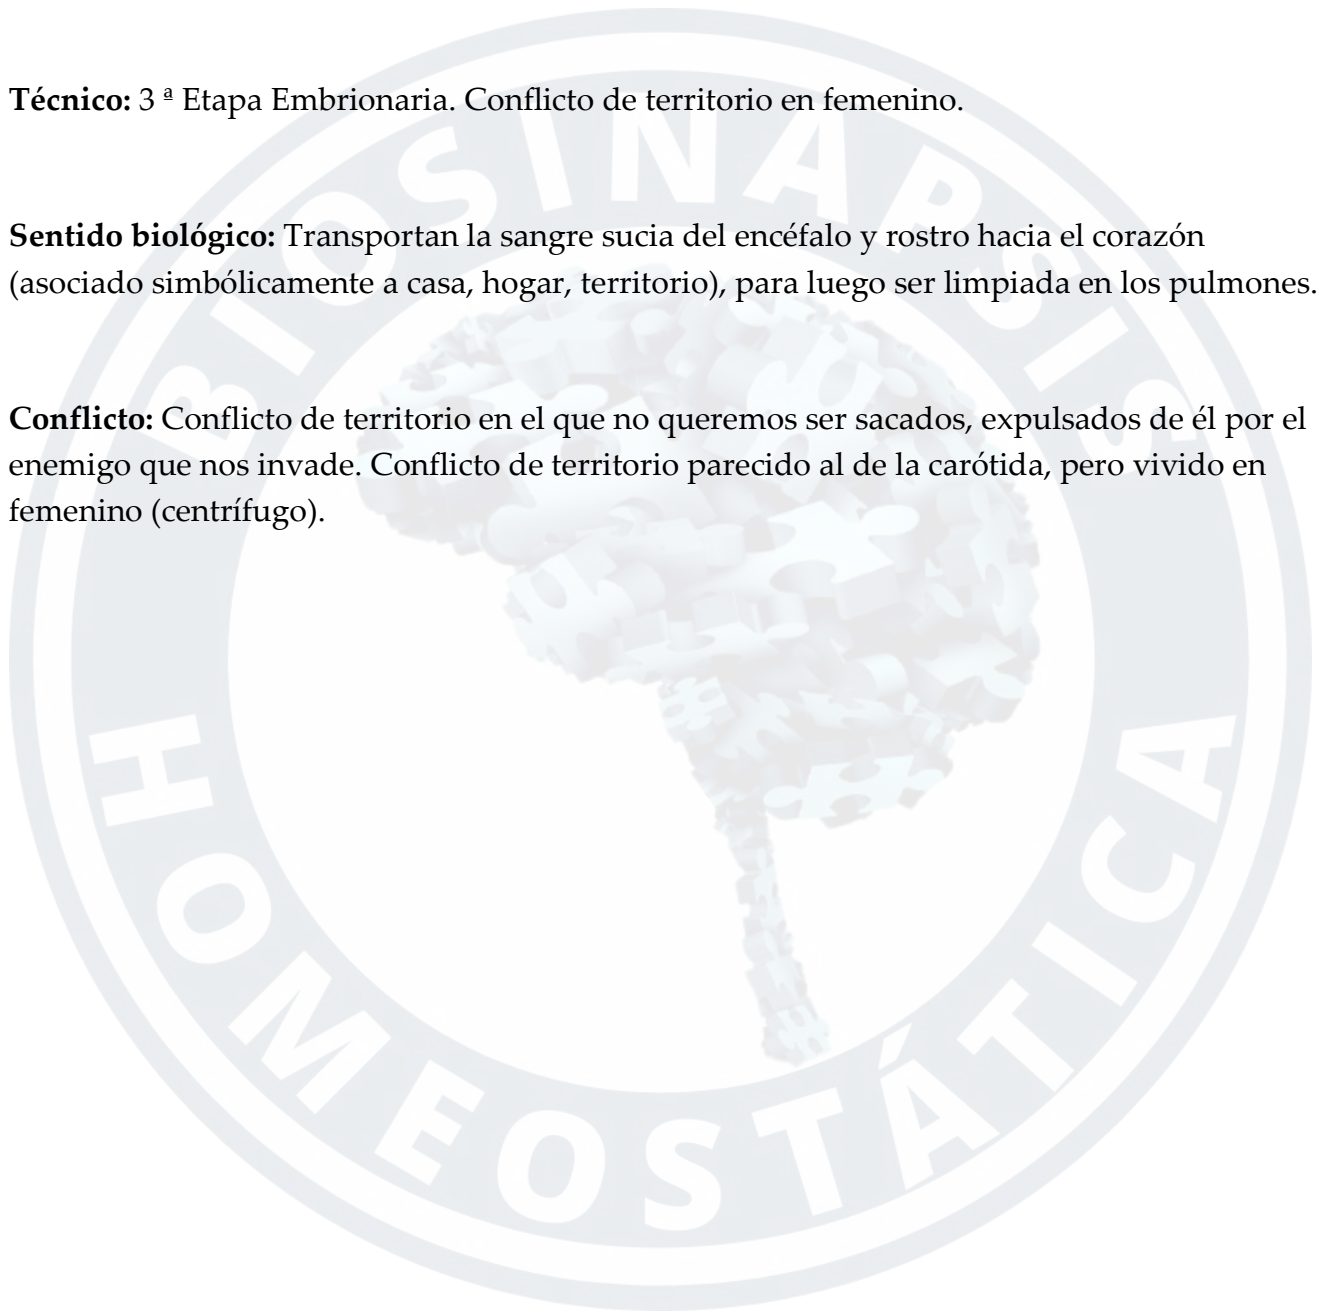 Técnico: 3 ª Etapa Embrionaria. Conflicto de territorio en femenino.
Sentido biológico: Transportan la sangre sucia del encéfalo y rostro hacia el corazón
(asociado simbólicamente a casa, hogar, territorio), para luego ser limpiada en los pulmones.
Conflicto: Conflicto de territorio en el que no queremos ser sacados, expulsados de él por el
enemigo que nos invade. Conflicto de territorio parecido al de la carótida, pero vivido en
femenino (centrífugo).
BIOSINAPSIS
HOMEOSTÁTICA